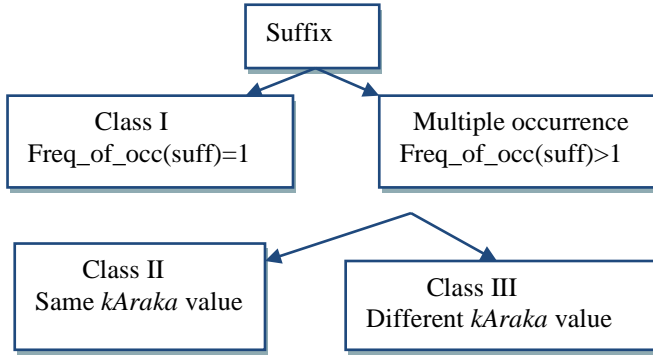 Suffix
Class I
Freq_of_occ(suff)=1
Multiple occurrence
Freq_of_occ(suff)>1
Class II
Same kAraka value
Class III
Different kAraka value